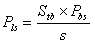 P_ls = (S_tb × P_bs) / s